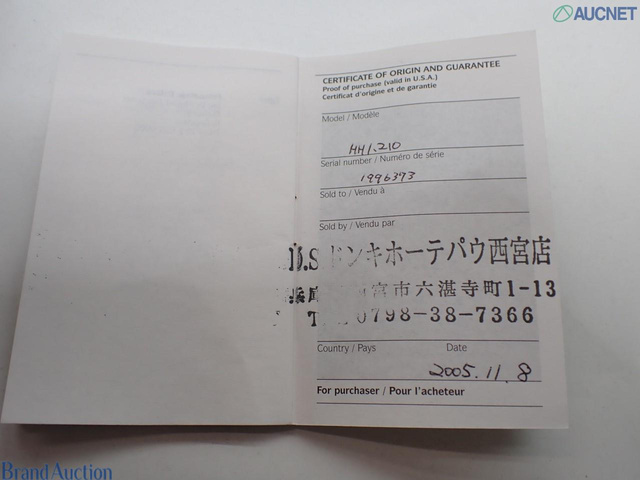 AUCNET
CERTIFICATE OF ORIGIN AND GUARANTEE
Proof of purchase (valid in U.S.A.)
Certificat d'origine et de garantie
Model / Modèle
HH1.210
Serial number / Numéro de série
1996393
Sold to / Vendu à
Sold by / Vendu par
D.S ドンキホーテパウ西宮店
兵庫 宮市六湛寺町1-13
T 0798-38-7366
Country / Pays Date
2005.11.8
For purchaser / Pour l'acheteur
Brand Auction